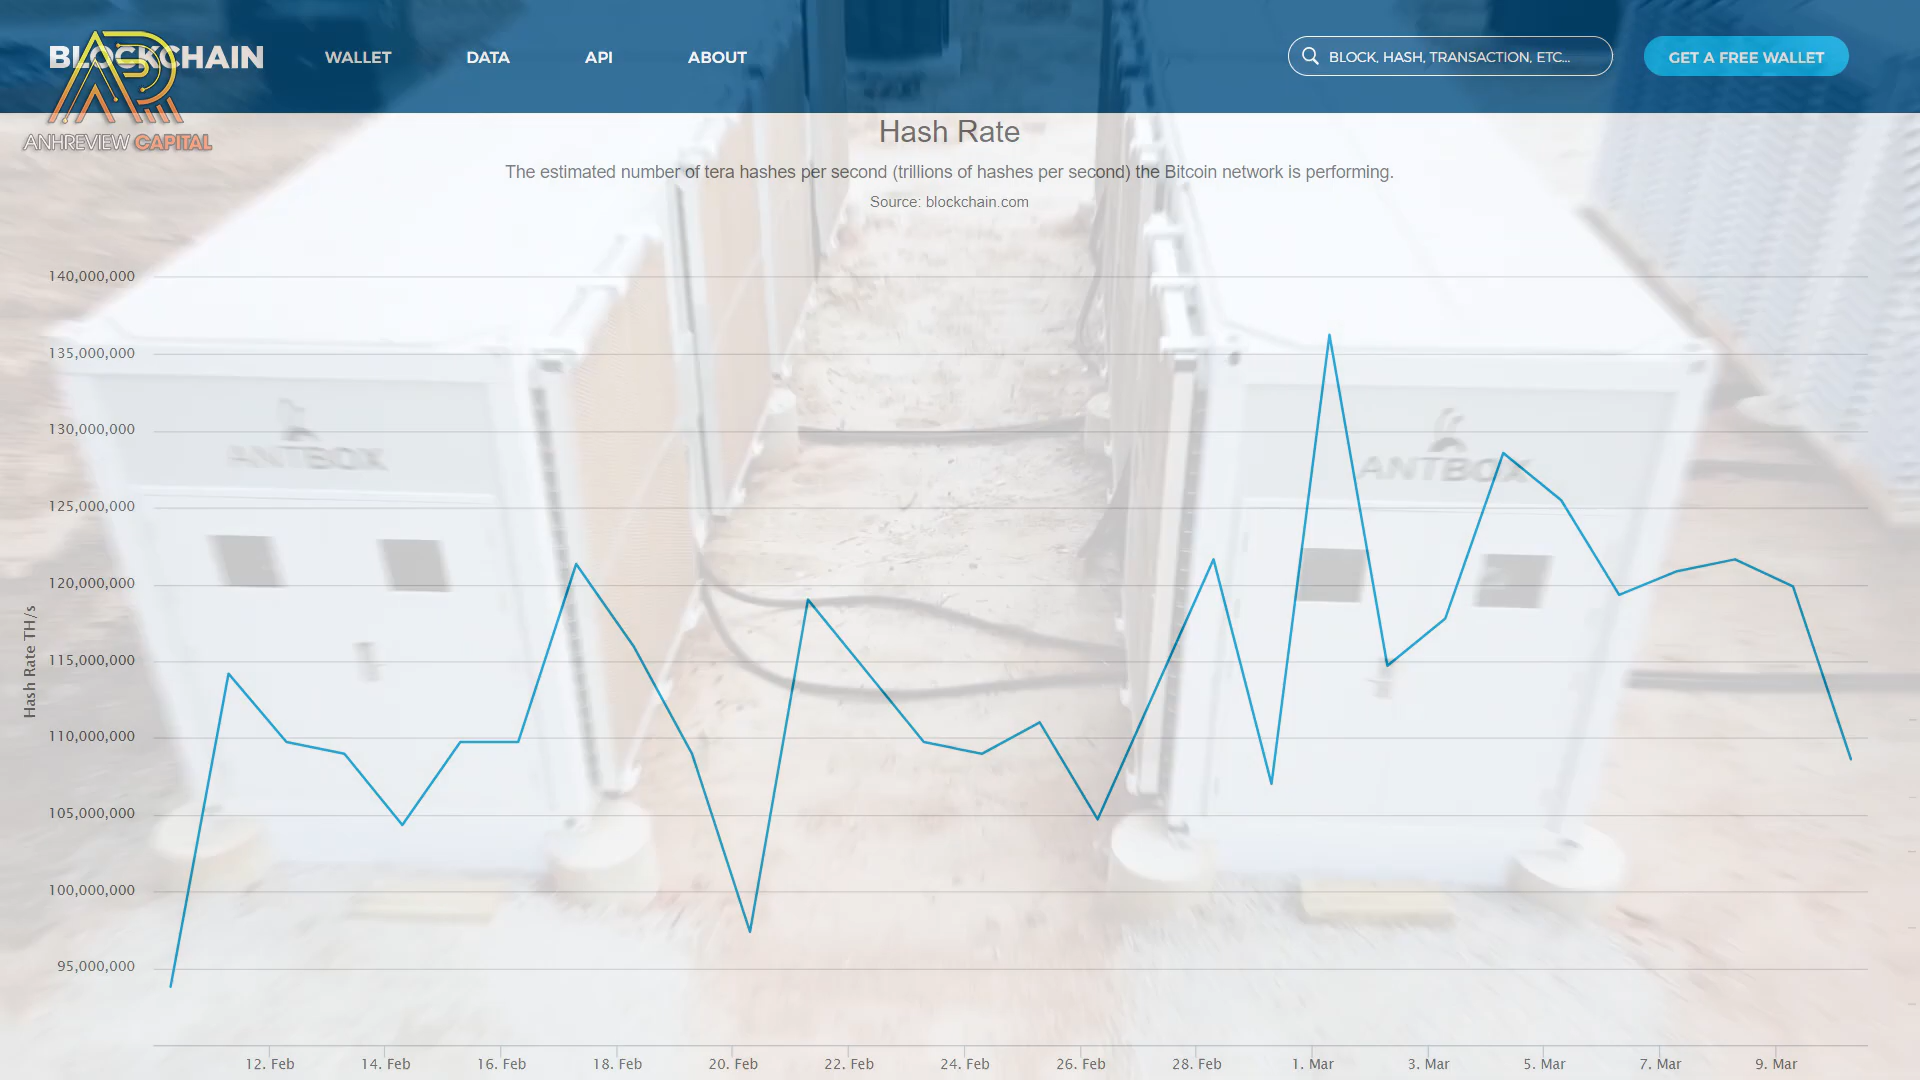 BLOCKCHAIN
WALLET
DATA
API
ABOUT
BLOCK, HASH, TRANSACTION, ETC...
GET A FREE WALLET
ANHREVIEW CAPITAL
Hash Rate
The estimated number of tera hashes per second (trillions of hashes per second) the Bitcoin network is performing.
Source: blockchain.com
140,000,000
135,000,000
130,000,000
125,000,000
120,000,000
115,000,000
110,000,000
105,000,000
100,000,000
95,000,000
Hash Rate TH/s
ANTBOX
ANTBOX
12. Feb
14. Feb
16. Feb
18. Feb
20. Feb
22. Feb
24. Feb
26. Feb
28. Feb
1. Mar
3. Mar
5. Mar
7. Mar
9. Mar